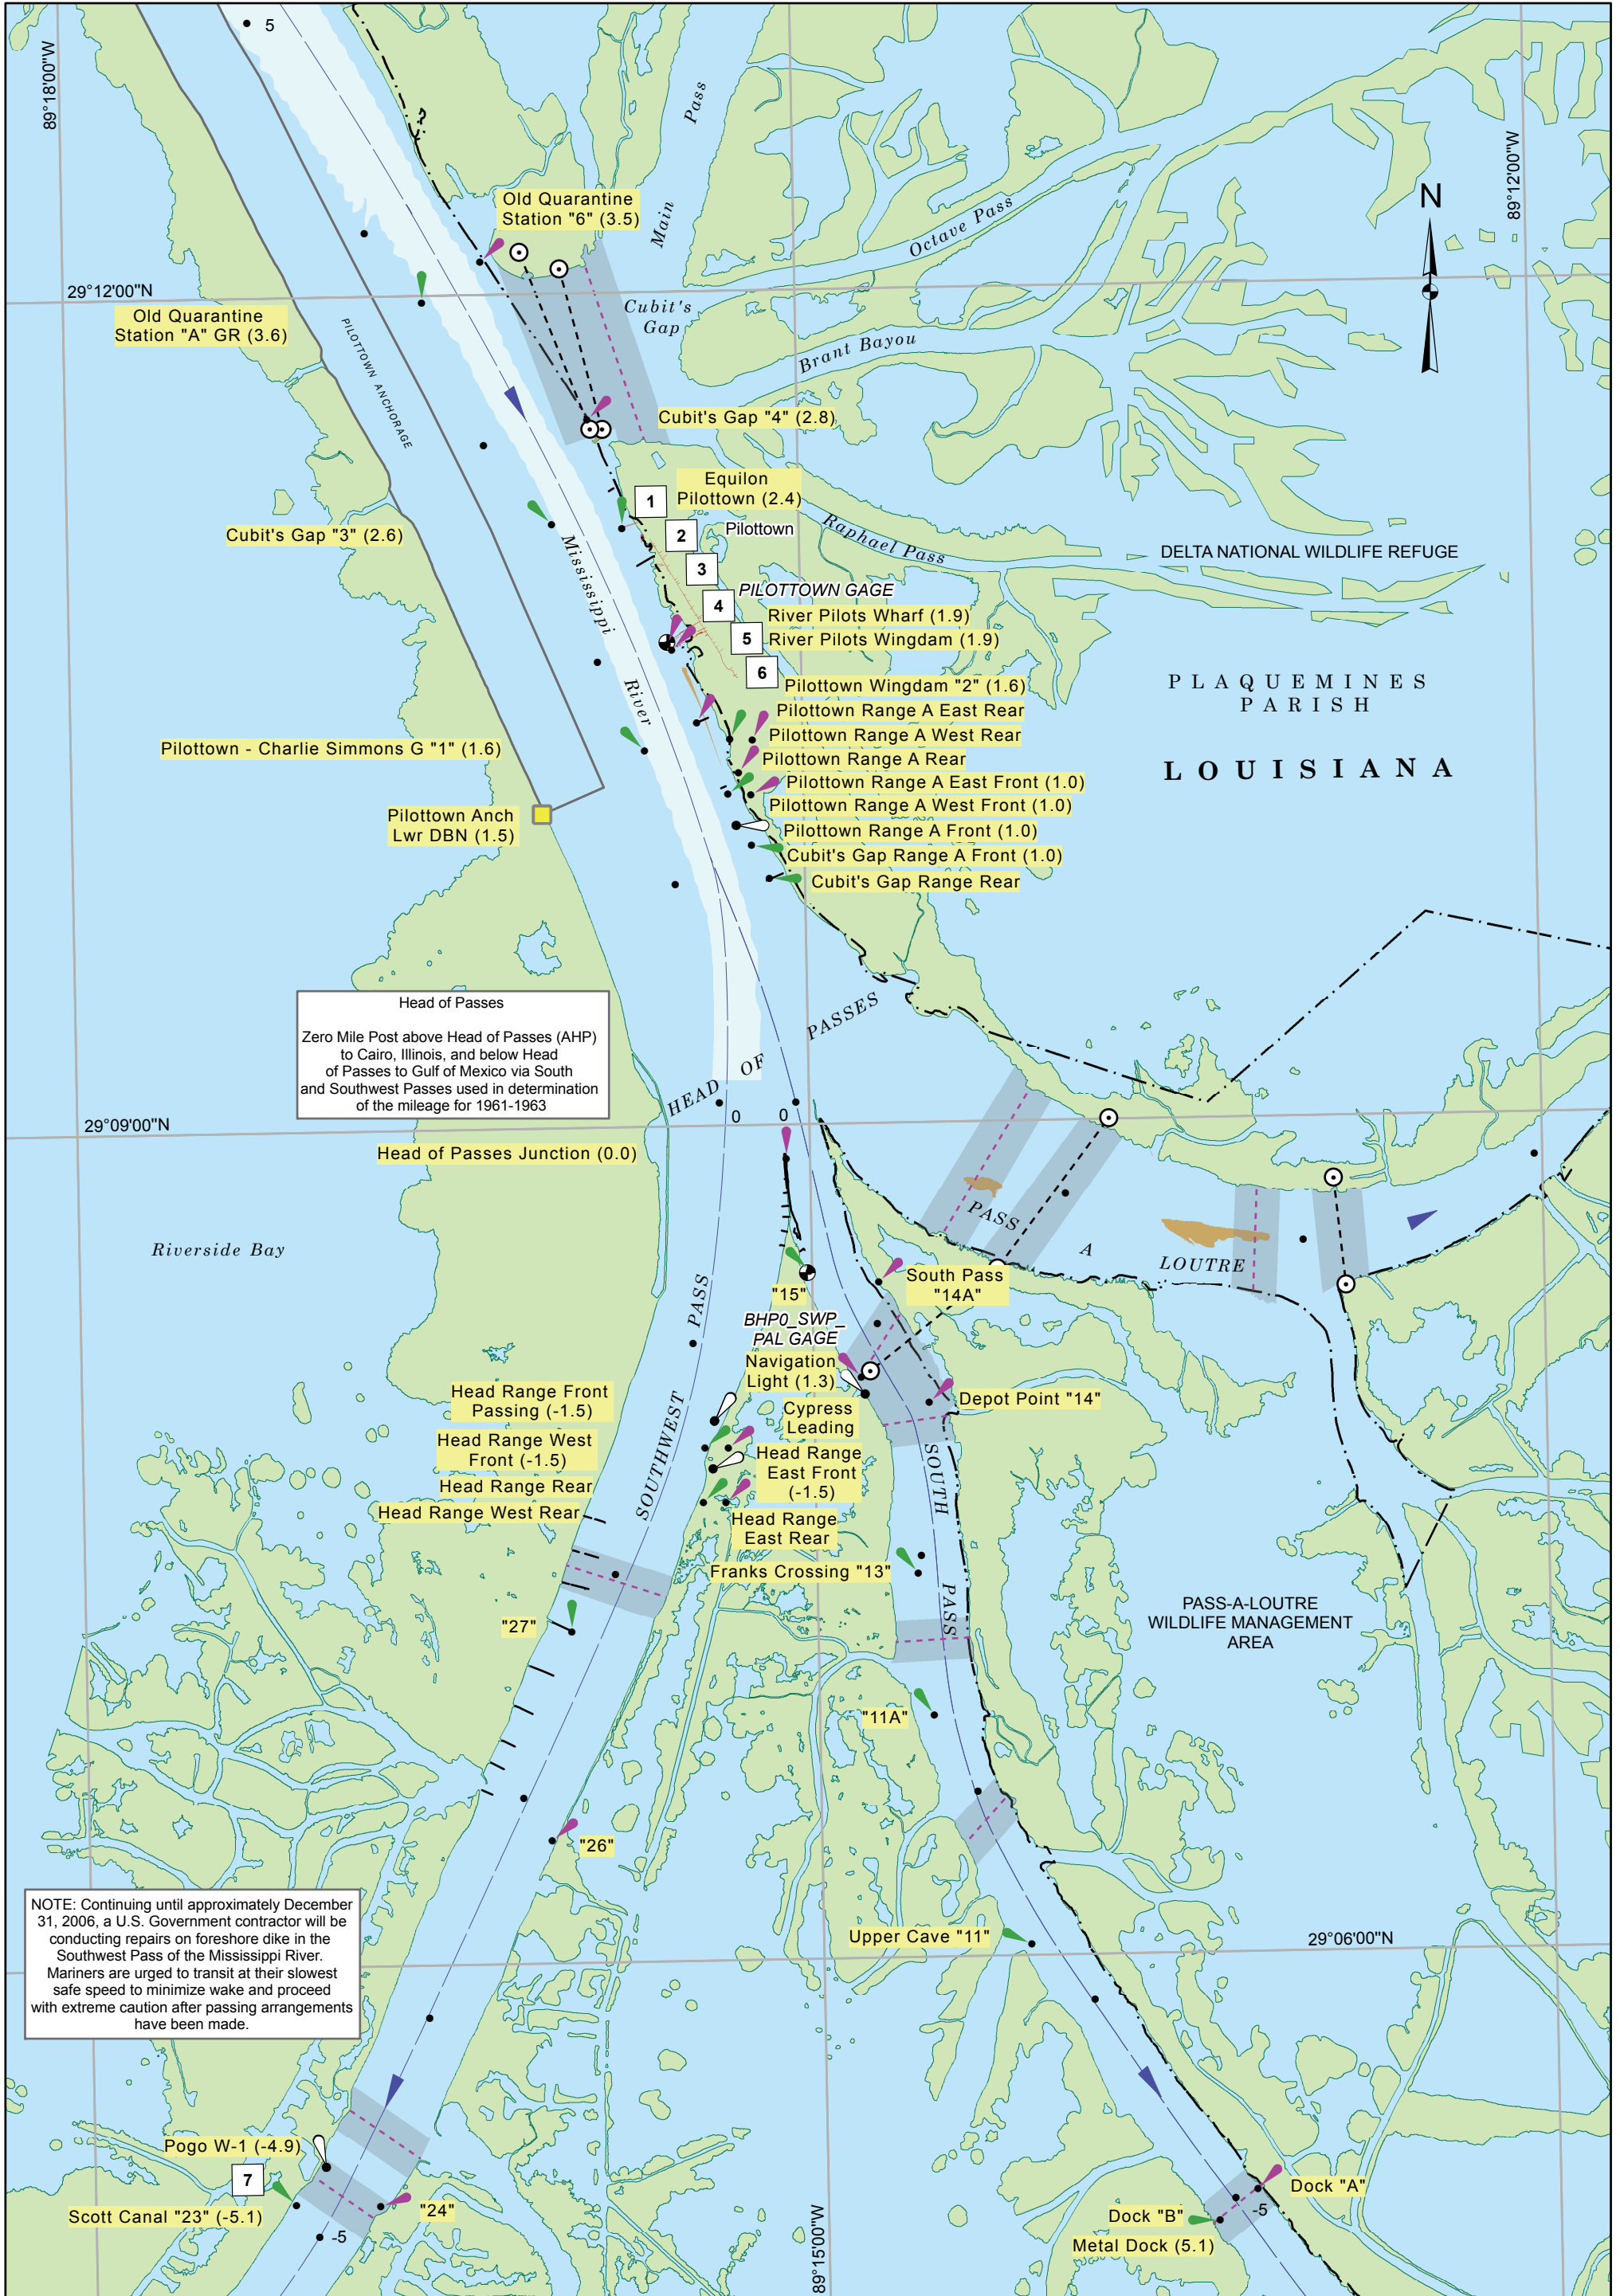 5
89°18'00"W
89°12'00"W
Pass
Main
Old Quarantine
Station "6" (3.5)
Octave Pass
N
29°12'00"N
Cubit's
Gap
Old Quarantine
Station "A" GR (3.6)
PILOTTOWN ANCHORAGE
Brant Bayou
Cubit's Gap "4" (2.8)
Equilon
Pilottown (2.4)
1
Pilottown
2
Raphael Pass
Cubit's Gap "3" (2.6)
DELTA NATIONAL WILDLIFE REFUGE
Mississippi
River
3
PILOTTOWN GAGE
4
River Pilots Wharf (1.9)
5
River Pilots Wingdam (1.9)
6
Pilottown Wingdam "2" (1.6)
PLAQUEMINES
PARISH
Pilottown Range A East Rear
Pilottown Range A West Rear
Pilottown - Charlie Simmons G "1" (1.6)
Pilottown Range A Rear
LOUISIANA
Pilottown Range A East Front (1.0)
Pilottown Range A West Front (1.0)
Pilottown Anch
Lwr DBN (1.5)
Pilottown Range A Front (1.0)
Cubit's Gap Range A Front (1.0)
Cubit's Gap Range Rear
Head of Passes
Zero Mile Post above Head of Passes (AHP)
to Cairo, Illinois, and below Head
of Passes to Gulf of Mexico via South
and Southwest Passes used in determination
of the mileage for 1961-1963
HEAD OF PASSES
0
0
29°09'00"N
Head of Passes Junction (0.0)
PASS
A
LOUTRE
Riverside Bay
"15"
South Pass
"14A"
BHP0_SWP_
PAL GAGE
Navigation
Light (1.3)
SOUTHWEST
PASS
Head Range Front
Passing (-1.5)
Cypress
Leading
Depot Point "14"
Head Range West
Front (-1.5)
Head Range
East Front
(-1.5)
Head Range Rear
Head Range West Rear
Head Range
East Rear
SOUTH
PASS
Franks Crossing "13"
"27"
PASS-A-LOUTRE
WILDLIFE MANAGEMENT
AREA
"11A"
"26"
NOTE: Continuing until approximately December
31, 2006, a U.S. Government contractor will be
conducting repairs on foreshore dike in the
Southwest Pass of the Mississippi River.
Mariners are urged to transit at their slowest
safe speed to minimize wake and proceed
with extreme caution after passing arrangements
have been made.
Upper Cave "11"
29°06'00"N
Pogo W-1 (-4.9)
7
Scott Canal "23" (-5.1)
"24"
-5
Dock "A"
-5
Dock "B"
Metal Dock (5.1)
89°15'00"W